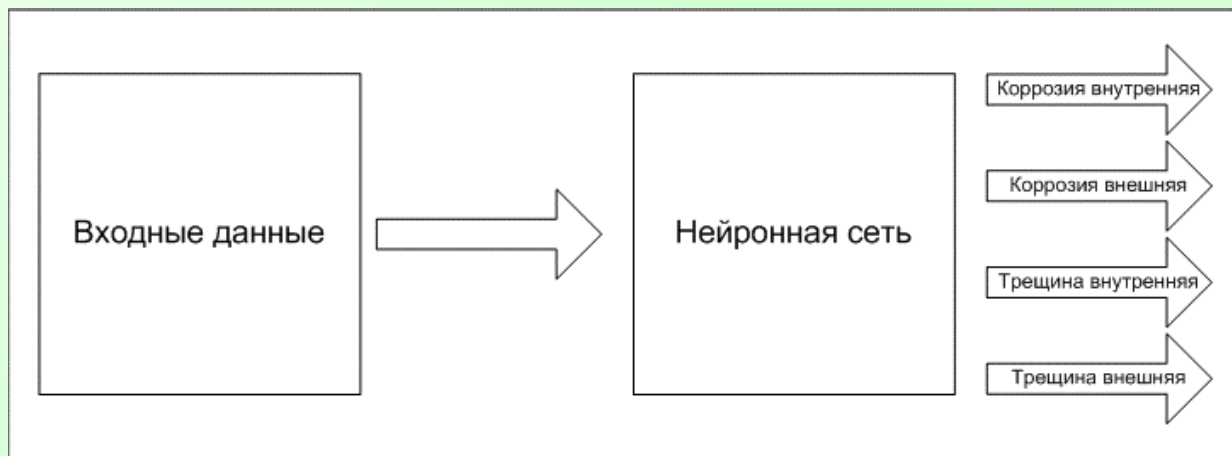 Входные данные
Нейронная сеть
Коррозия внутренняя
Коррозия внешняя
Трещина внутренняя
Трещина внешняя